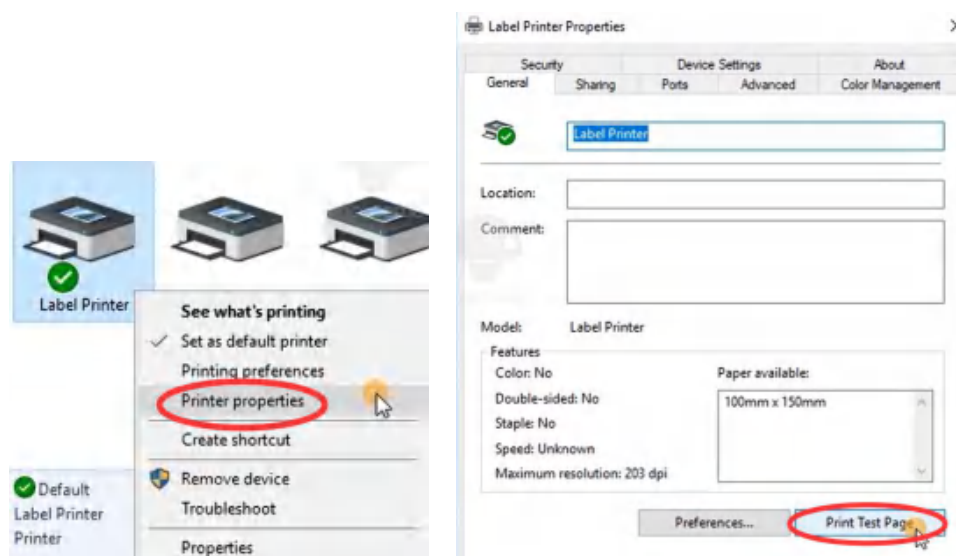 Label Printer
See what's printing
Set as default printer
Printing preferences
Printer properties
Create shortcut
Remove device
Troubleshoot
Properties
Default
Label Printer
Printer
Label Printer Properties
Security Device Settings About
General Sharing Ports Advanced Color Management
Label Printer
Location:
Comment:
Model: Label Printer
Features
Color: No
Paper available:
Double-sided: No
100mm x 150mm
Staple: No
Speed: Unknown
Maximum resolution: 203 dpi
Preferences... Print Test Page